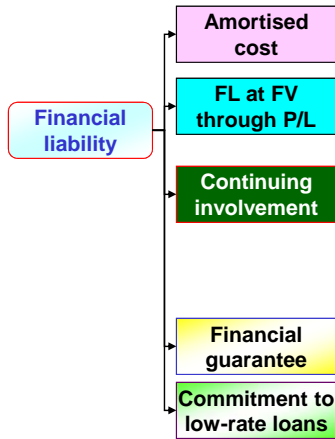 Amortised
cost
FL at FV
through P/L
Financial
liability
Continuing
involvement
Financial
guarantee
Commitment to
low-rate loans